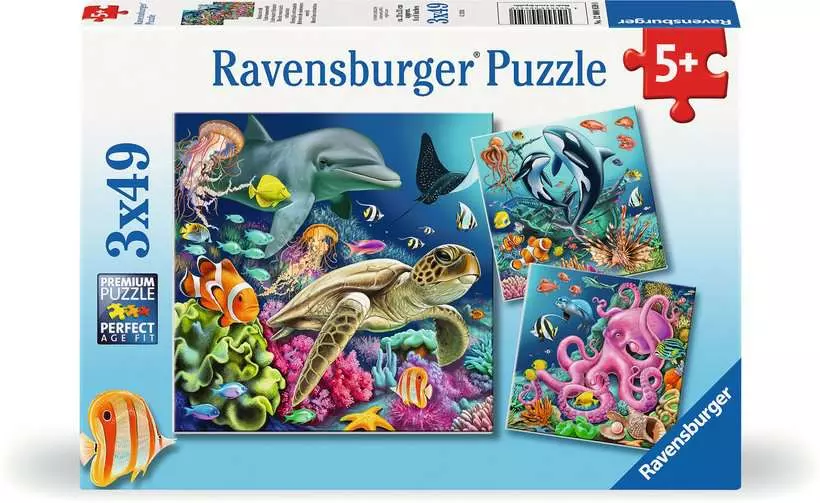 Ravensburger Puzzle
5+
3x49
PREMIUM
PUZZLE
PERFECT
AGE FIT
Ravensburger
Ravensburger